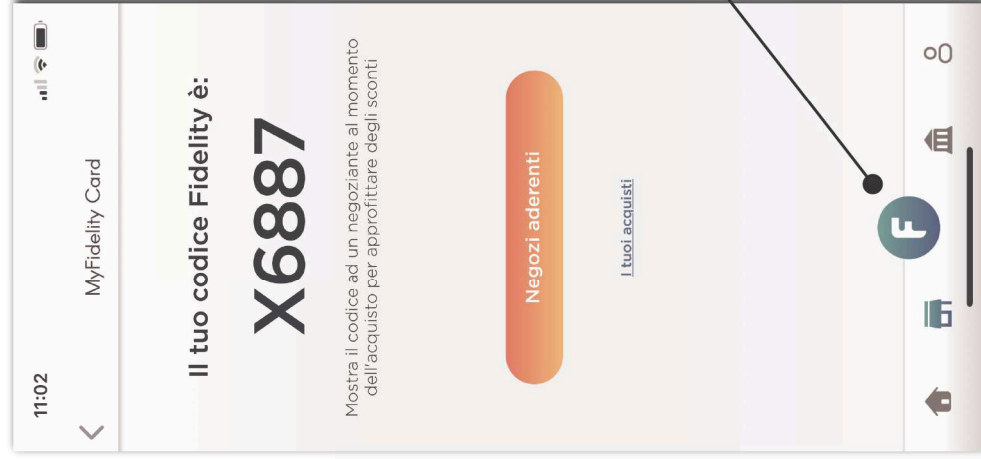 11:02
MyFidelity Card
Il tuo codice Fidelity è:
X6887
Mostra il codice ad un negoziante al momento
dell'acquisto per approfittare degli sconti
Negozi aderenti
I tuoi acquisti
F